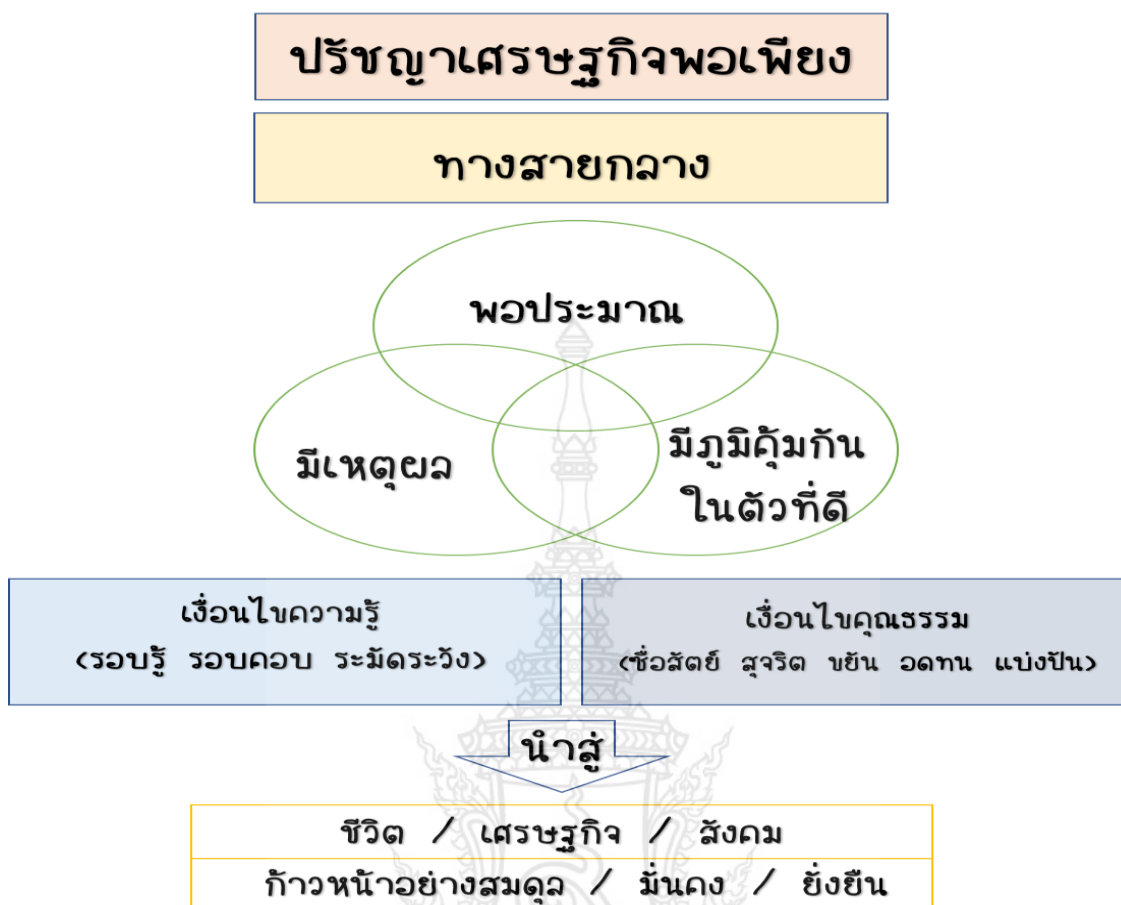 ปรัชญาเศรษฐกิจพอเพียง
ทางสายกลาง
พอประมาณ
มีเหตุผล
มีภูมิคุ้มกัน
ในตัวที่ดี
เงื่อนไขความรู้
(รอบรู้ รอบคอบ ระมัดระวัง)
เงื่อนไขคุณธรรม
(ซื่อสัตย์ สุจริต ขยัน อดทน แบ่งปัน)
นำสู่
ชีวิต / เศรษฐกิจ / สังคม
ก้าวหน้าอย่างสมดุล / มั่นคง / ยั่งยืน